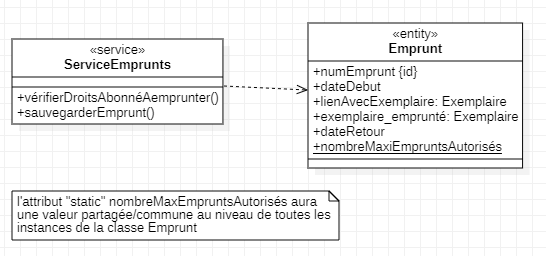 «service»
ServiceEmprunts
+vérifierDroitsAbonnéAemprunter()
+sauvegarderEmprunt()
«entity»
Emprunt
+numEmprunt {id}
+dateDebut
+lienAvecExemplaire: Exemplaire
+exemplaire_emprunté: Exemplaire
+dateRetour
+nombreMaxiEmpruntsAutorisés
l'attribut "static" nombreMaxEmpruntsAutorisés aura
une valeur partagée/commune au niveau de toutes les
instances de la classe Emprunt